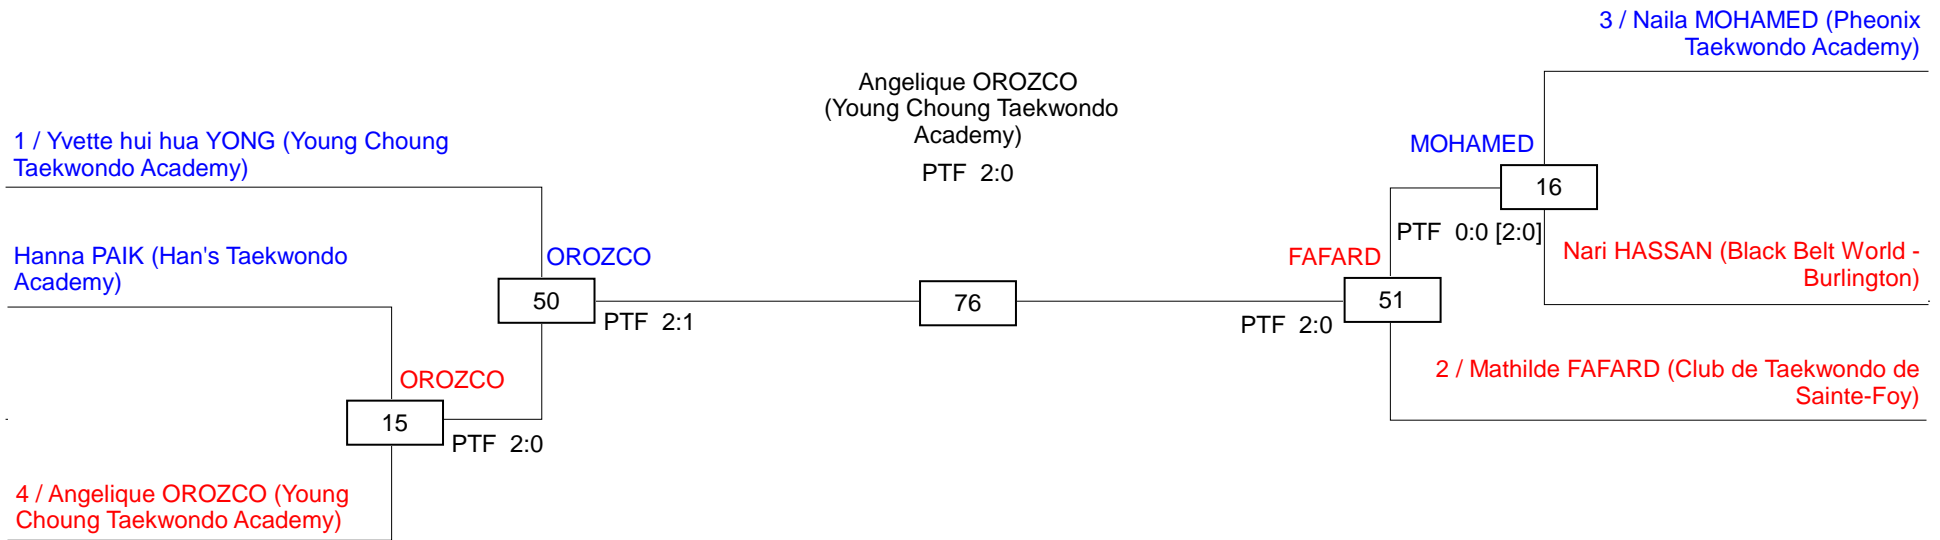 3 / Naila MOHAMED (Pheonix
Taekwondo Academy)
Angelique OROZCO
(Young Choung Taekwondo
Academy)
PTF 2:0
1 / Yvette hui hua YONG (Young Choung
Taekwondo Academy)
MOHAMED
16
PTF 0:0 [2:0]
Hanna PAIK (Han's Taekwondo
Academy)
OROZCO
50
PTF 2:1
76
FAFARD
51
PTF 2:0
Nari HASSAN (Black Belt World -
Burlington)
OROZCO
15
PTF 2:0
2 / Mathilde FAFARD (Club de Taekwondo de
Sainte-Foy)
4 / Angelique OROZCO (Young
Choung Taekwondo Academy)